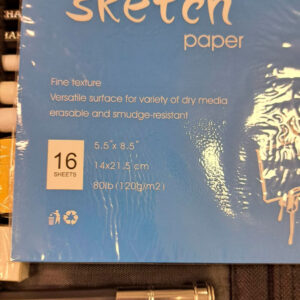 sketch
paper
Fine texture
Versatile surface for variety of dry media
erasable and smudge-resistant
5.5"x 8.5"
16
SHEETS
14x21.5 cm
80lb (120g/m2)